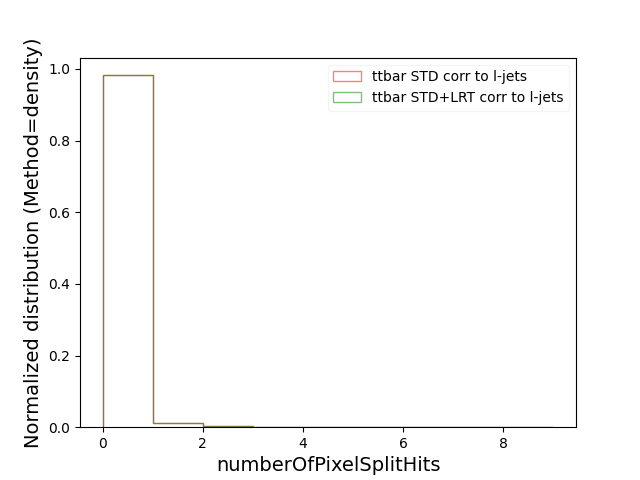 Normalized distribution (Method=density)
1.0
0.8
0.6
0.4
0.2
0.0
ttbar STD corr to l-jets
ttbar STD+LRT corr to l-jets
0 2 4 6 8
numberOfPixelSplitHits